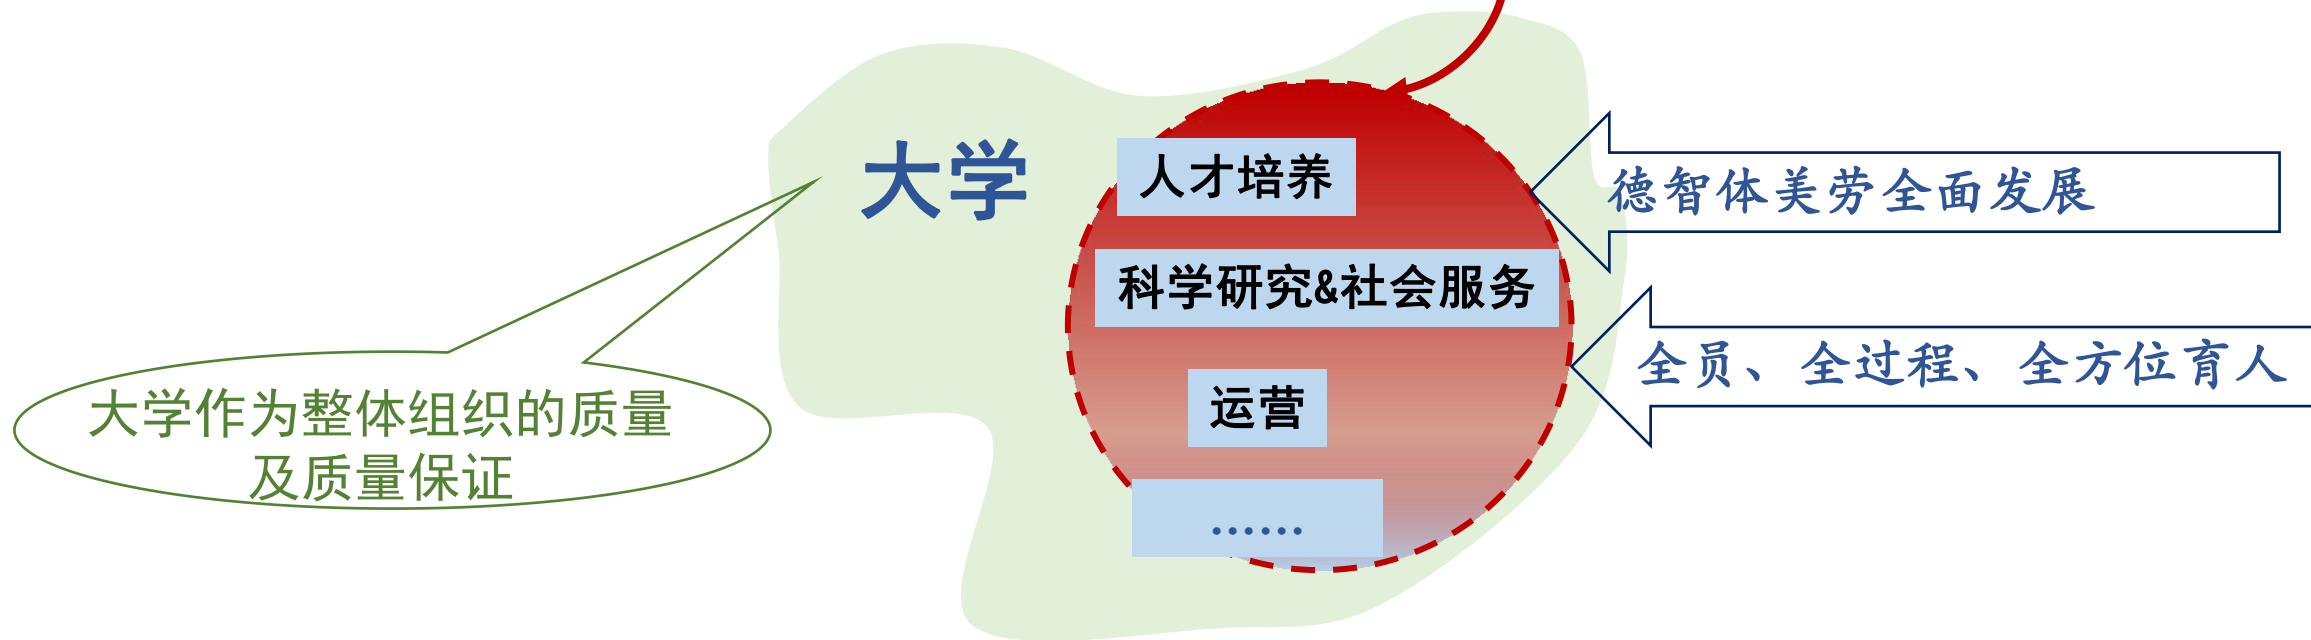 大学
人才培养
德智体美劳全面发展
科学研究&社会服务
全员、全过程、全方位育人
运营
大学作为整体组织的质量
及质量保证
……